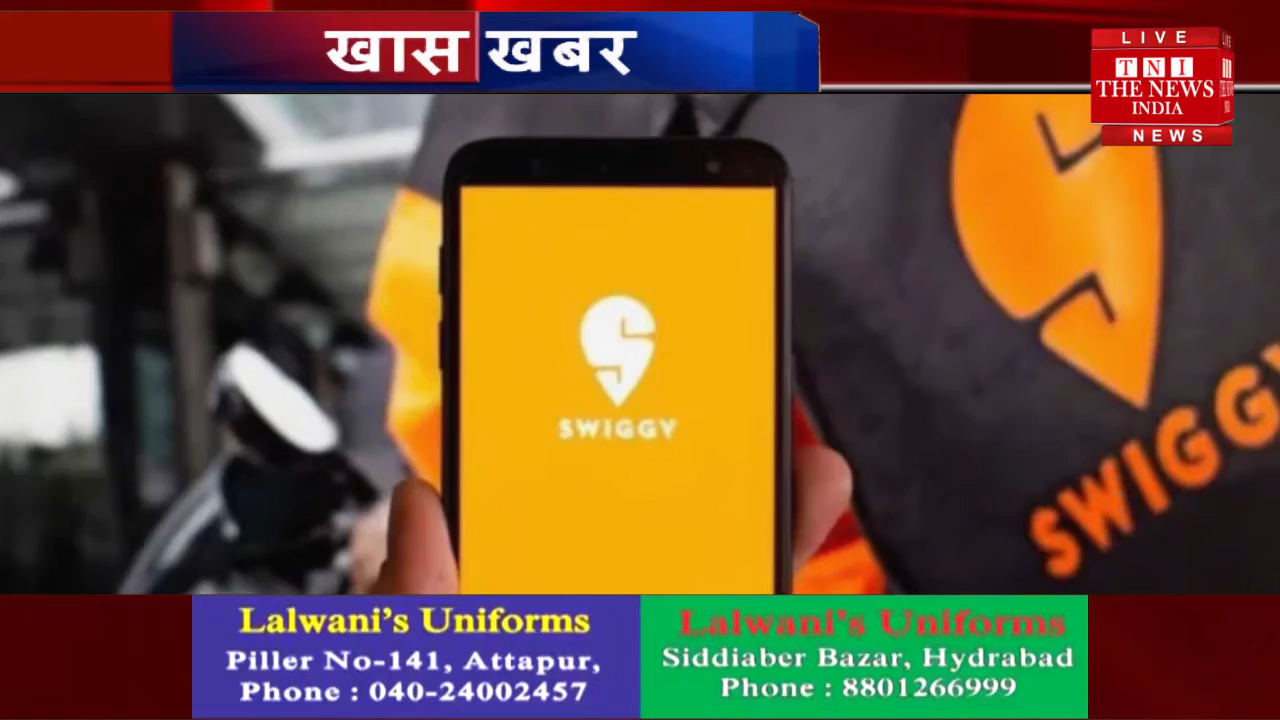 खास खबर
LIVE
TNI
THE NEWS
INDIA
NEWS
SWIGGY
SWIGGY
Lalwani's Uniforms
Piller No-141, Attapur,
Phone : 040-24002457
Lalwani's Uniforms
Siddiaber Bazar, Hydrabad
Phone : 8801266999